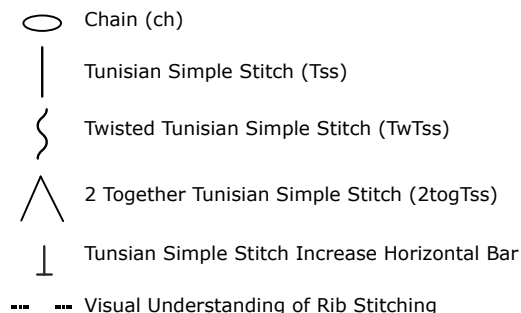 Chain (ch)
Tunisian Simple Stitch (Tss)
Twisted Tunisian Simple Stitch (TwTss)
2 Together Tunisian Simple Stitch (2togTss)
Tunsian Simple Stitch Increase Horizontal Bar
Visual Understanding of Rib Stitching